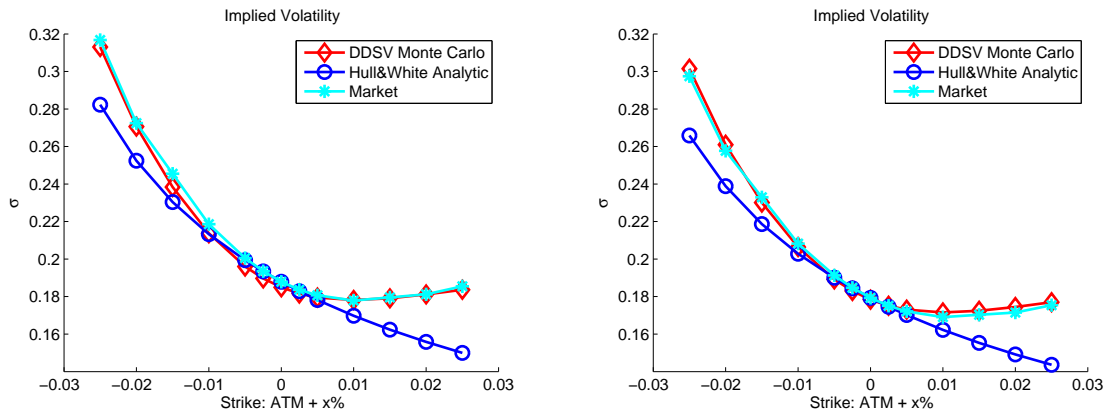 Implied Volatility
0.32
0.3
0.28
0.26
0.24
0.22
0.2
0.18
0.16
σ
DDSV Monte Carlo
Hull&White Analytic
Market
−0.03 −0.02 −0.01 0 0.01 0.02 0.03
Strike: ATM + x%
Implied Volatility
0.32
0.3
0.28
0.26
0.24
0.22
0.2
0.18
0.16
σ
DDSV Monte Carlo
Hull&White Analytic
Market
−0.03 −0.02 −0.01 0 0.01 0.02 0.03
Strike: ATM + x%